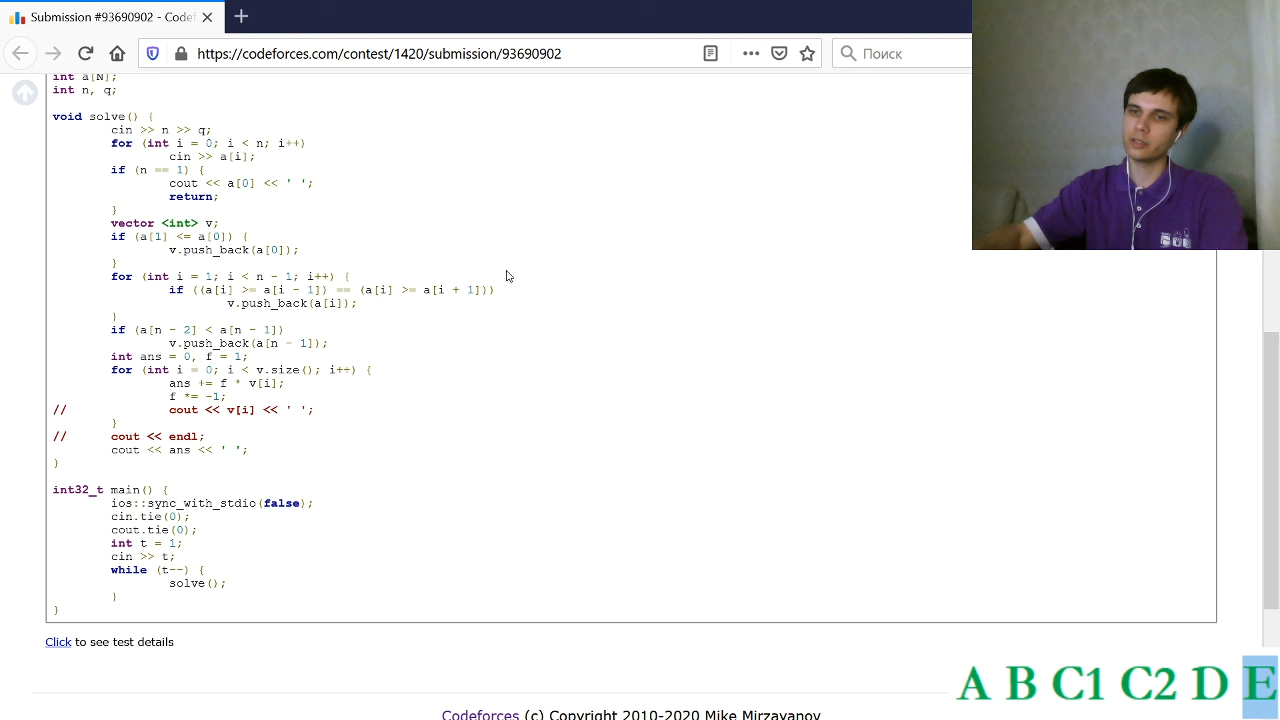 Submission #93690902 - Codef
https://codeforces.com/contest/1420/submission/93690902
Поиск
int a[N];
int n, q;
void solve() {
cin >> n >> q;
for (int i = 0; i < n; i++)
cin >> a[i];
if (n == 1) {
cout << a[0] << ' ';
return;
}
vector <int> v;
if (a[1] <= a[0]) {
v.push_back(a[0]);
}
for (int i = 1; i < n - 1; i++) {
if ((a[i] >= a[i - 1]) == (a[i] >= a[i + 1]))
v.push_back(a[i]);
}
if (a[n - 2] < a[n - 1])
v.push_back(a[n - 1]);
int ans = 0, f = 1;
for (int i = 0; i < v.size(); i++) {
ans += f * v[i];
f *= -1;
// cout << v[i] << ' ';
}
// cout << endl;
cout << ans << ' ';
}
int32_t main() {
ios::sync_with_stdio(false);
cin.tie(0);
cout.tie(0);
int t = 1;
cin >> t;
while (t--) {
solve();
}
}
Click to see test details
A B C1 C2 D E
Codeforces (c) Copyright 2010-2020 Mike Mirzayanov